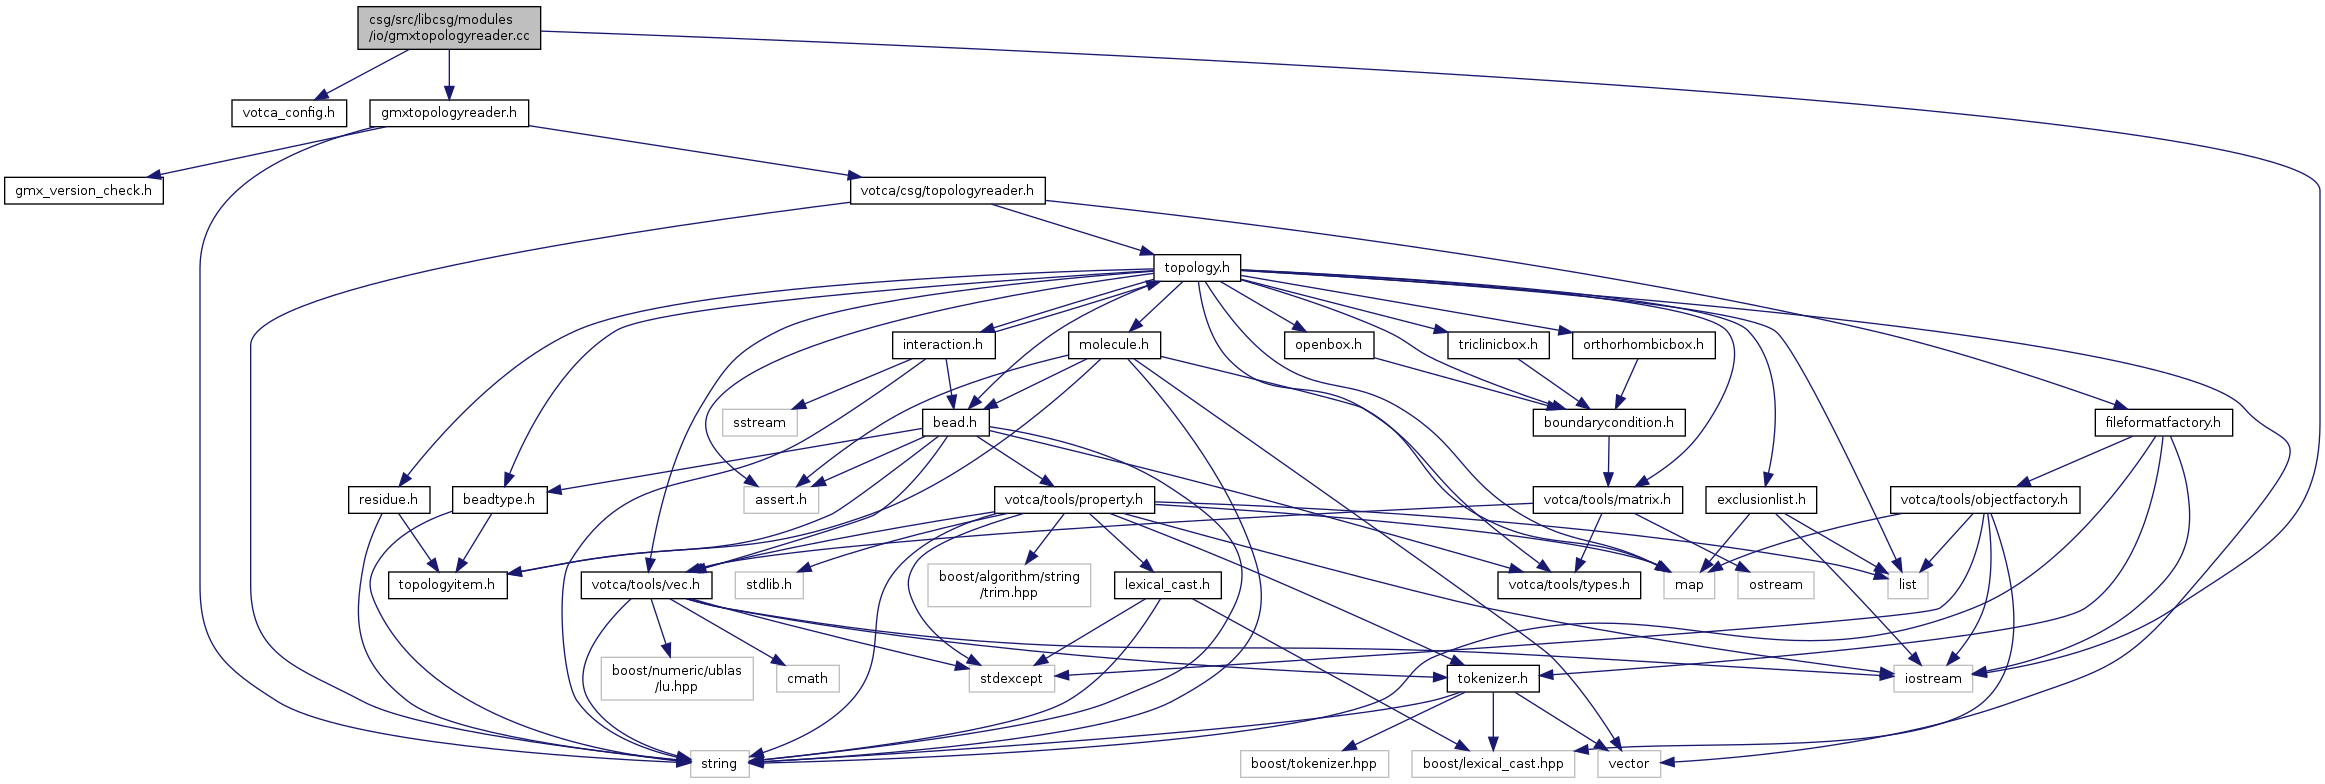 csg/src/libcsg/modules
/io/gmxtopologyreader.cc
votca_config.h
gmxtopologyreader.h
gmx_version_check.h
votca/csg/topologyreader.h
topology.h
interaction.h
molecule.h
openbox.h
triclinicbox.h
orthorhombicbox.h
sstream
bead.h
boundarycondition.h
fileformatfactory.h
residue.h
beadtype.h
assert.h
votca/tools/property.h
votca/tools/matrix.h
exclusionlist.h
votca/tools/objectfactory.h
topologyitem.h
votca/tools/vec.h
stdlib.h
boost/algorithm/string
/trim.hpp
lexical_cast.h
votca/tools/types.h
map
ostream
list
boost/numeric/ublas
/lu.hpp
cmath
stdexcept
tokenizer.h
iostream
string
boost/tokenizer.hpp
boost/lexical_cast.hpp
vector